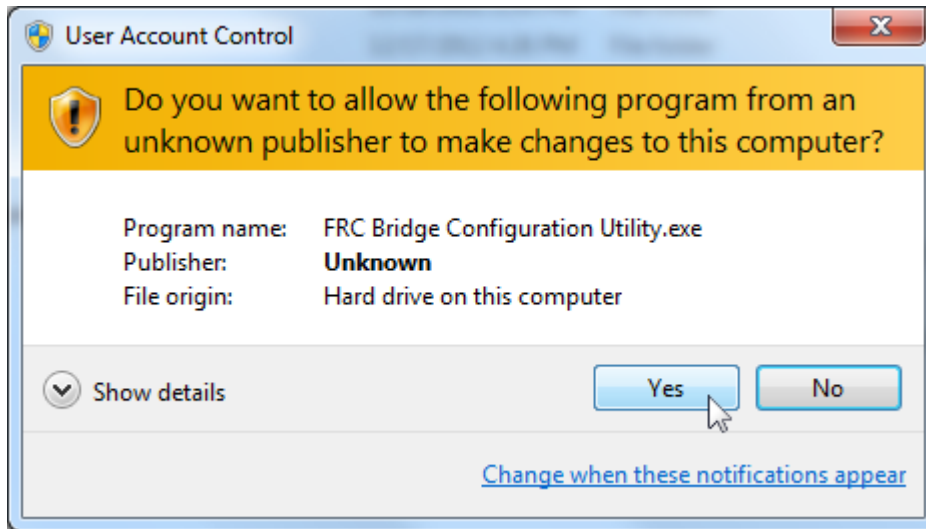 User Account Control
Do you want to allow the following program from an
unknown publisher to make changes to this computer?
Program name: FRC Bridge Configuration Utility.exe
Publisher: Unknown
File origin: Hard drive on this computer
Show details
Yes
No
Change when these notifications appear